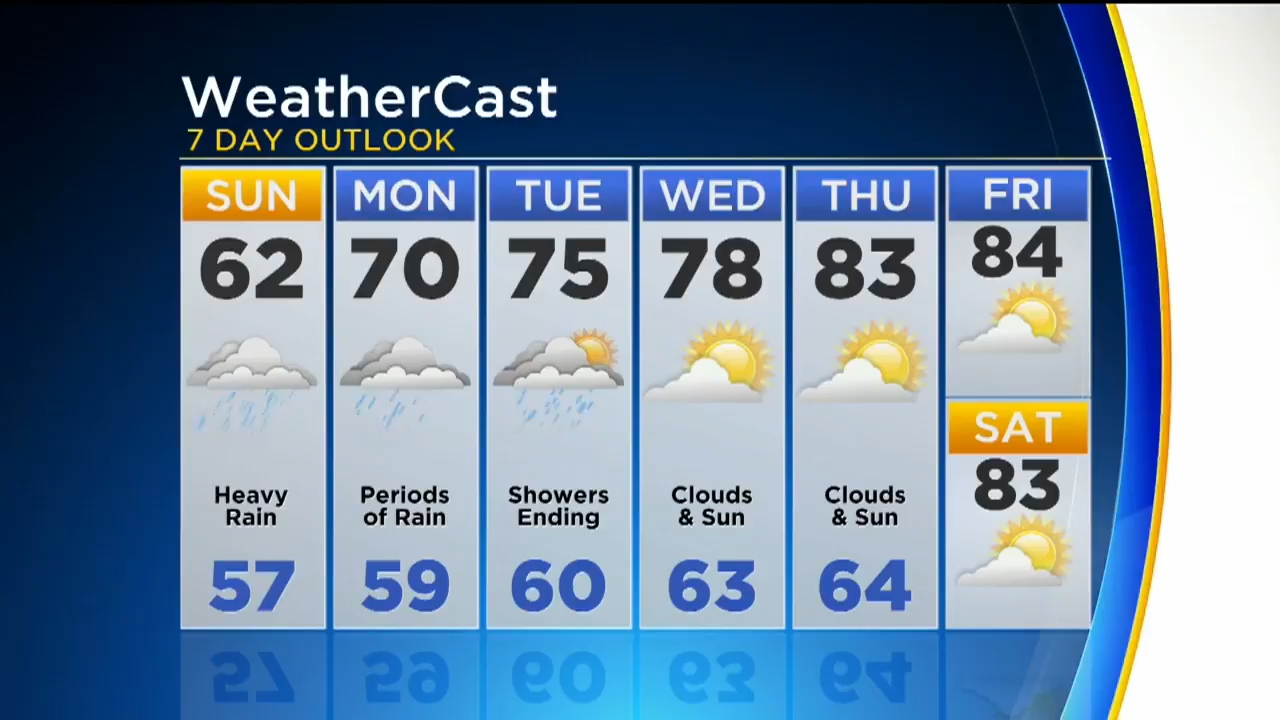 WeatherCast
7 DAY OUTLOOK
SUN
62
Heavy
Rain
57
MON
70
Periods
of Rain
59
TUE
75
Showers
Ending
60
WED
78
Clouds
& Sun
63
THU
83
Clouds
& Sun
64
FRI
84
SAT
83